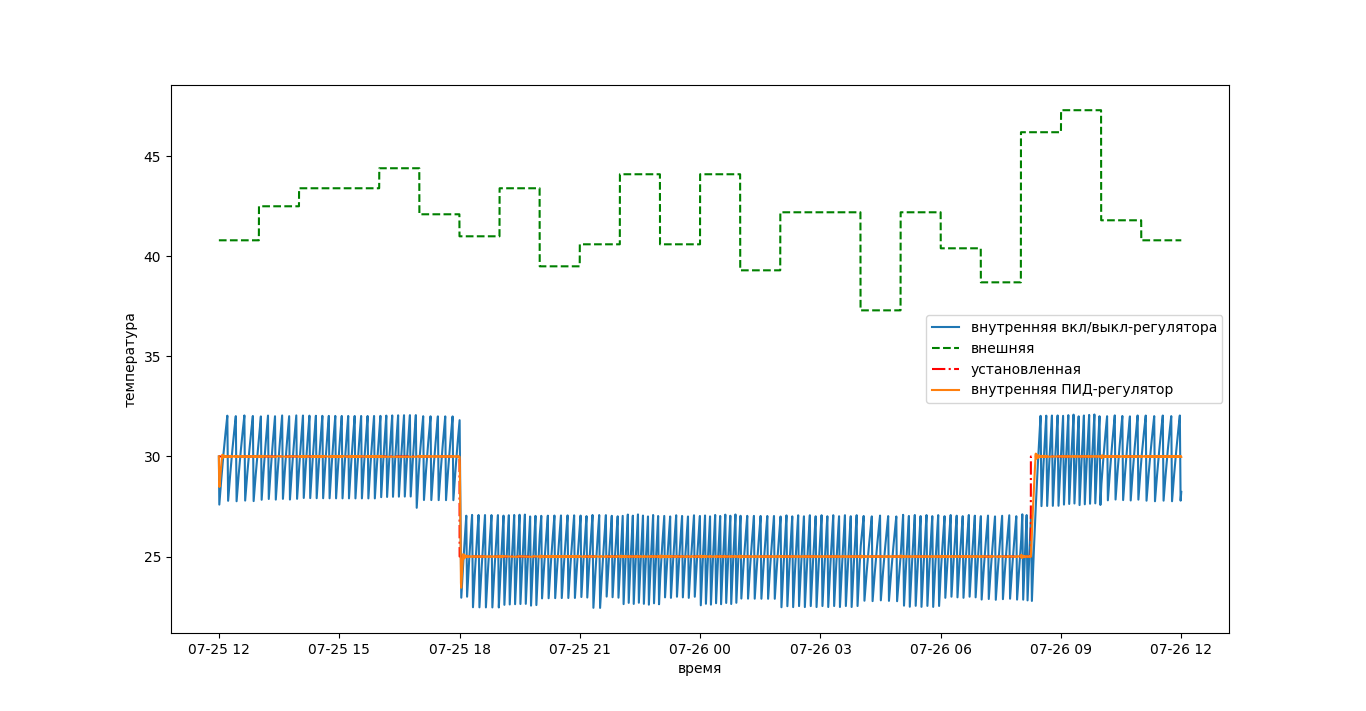 45
40
35
30
25
температура
внутренняя вкл/выкл-регулятора
внешняя
установленная
внутренняя ПИД-регулятор
07-25 12
07-25 15
07-25 18
07-25 21
07-26 00
07-26 03
07-26 06
07-26 09
07-26 12
время